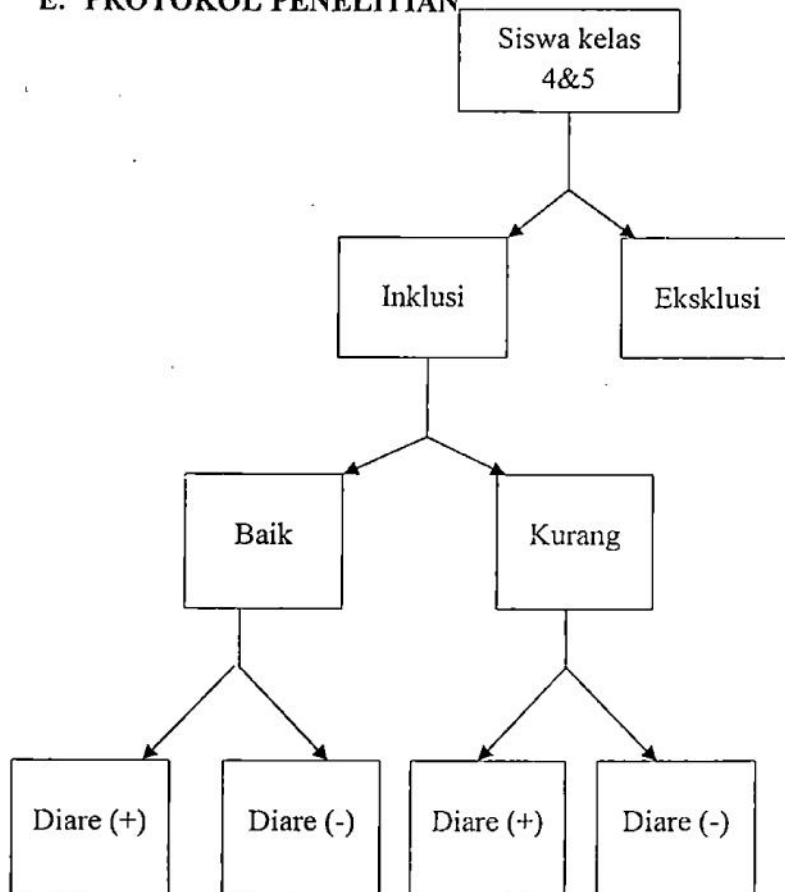 E. PROTOKOL PENELITIAN
Siswa kelas
4&5
Inklusi
Eksklusi
Baik
Kurang
Diare (+)
Diare (-)
Diare (+)
Diare (-)